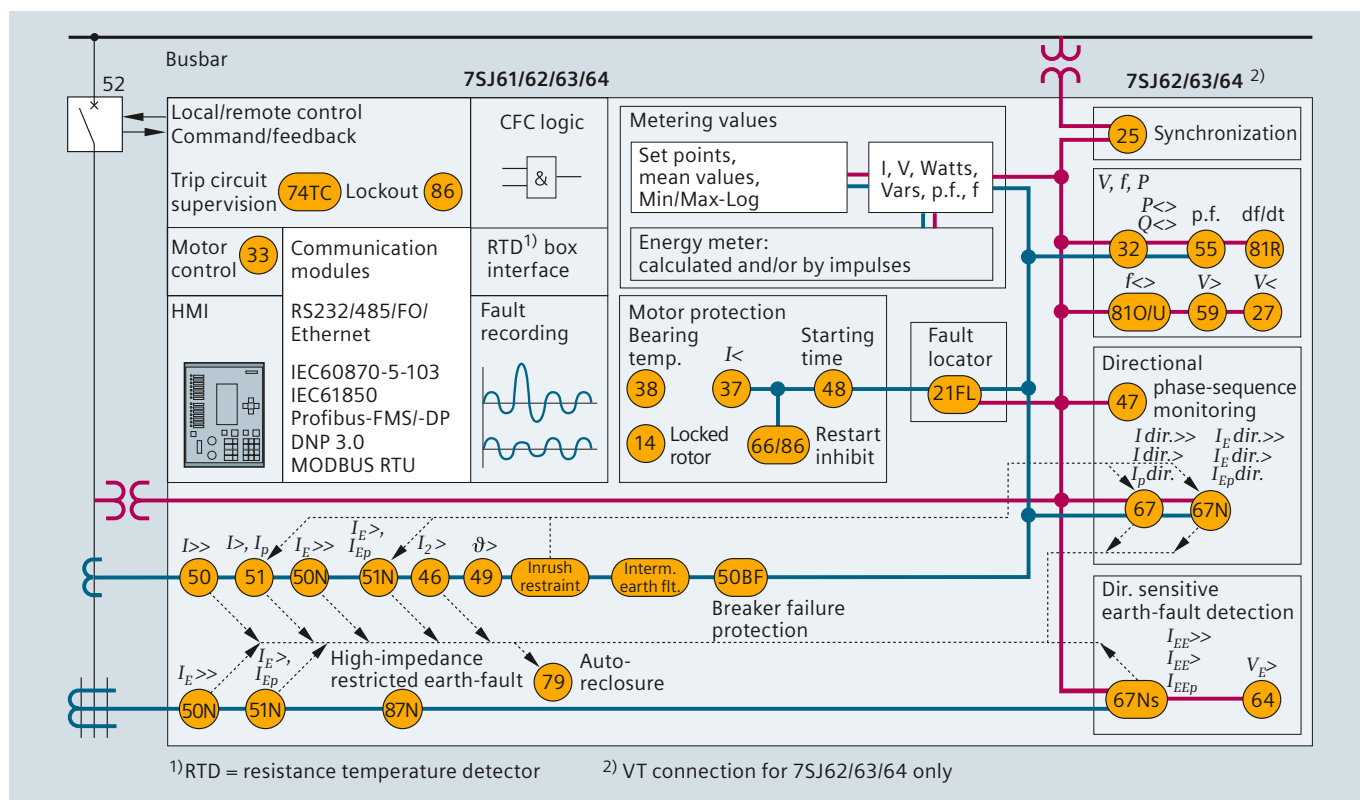 Busbar
7SJ61/62/63/64
7SJ62/63/64 2)
52
Local/remote control
Command/feedback
Trip circuit
supervision
74TC
Lockout
86
CFC logic
&
Motor
control
33
Communication
modules
RS232/485/FO/
Ethernet
IEC60870-5-103
IEC61850
Profibus-FMS/-DP
DNP 3.0
MODBUS RTU
RTD1) box
interface
HMI
Fault
recording
Metering values
Set points,
mean values,
Min/Max-Log
I, V, Watts,
Vars, p.f., f
Energy meter:
calculated and/or by impulses
Motor protection
Bearing
temp.
38
I<
37
Starting
time
48
14
Locked
rotor
66/86
Restart
inhibit
Fault
locator
21FL
25
Synchronization
V, f, P
P<>
Q<>
p.f.
df/dt
32
55
81R
f<>
V>
V<
81O/U
59
27
Directional
47
phase-sequence
monitoring
I dir.>>
I dir.>
Ip dir.
IE dir.>>
IE dir.>
IEp dir.
67
67N
I>>
I>, Ip
IE>>
IE>,
IEp
I2>
ϑ>
50
51
50N
51N
46
49
Inrush
restraint
Interm.
earth flt.
50BF
Breaker failure
protection
Dir. sensitive
earth-fault detection
IEE>>
IEE>
IEEp
VE>
67Ns
64
IE>>
IE>,
IEp
High-impedance
restricted earth-fault
79
Auto-
reclosure
50N
51N
87N
1)RTD = resistance temperature detector
2) VT connection for 7SJ62/63/64 only